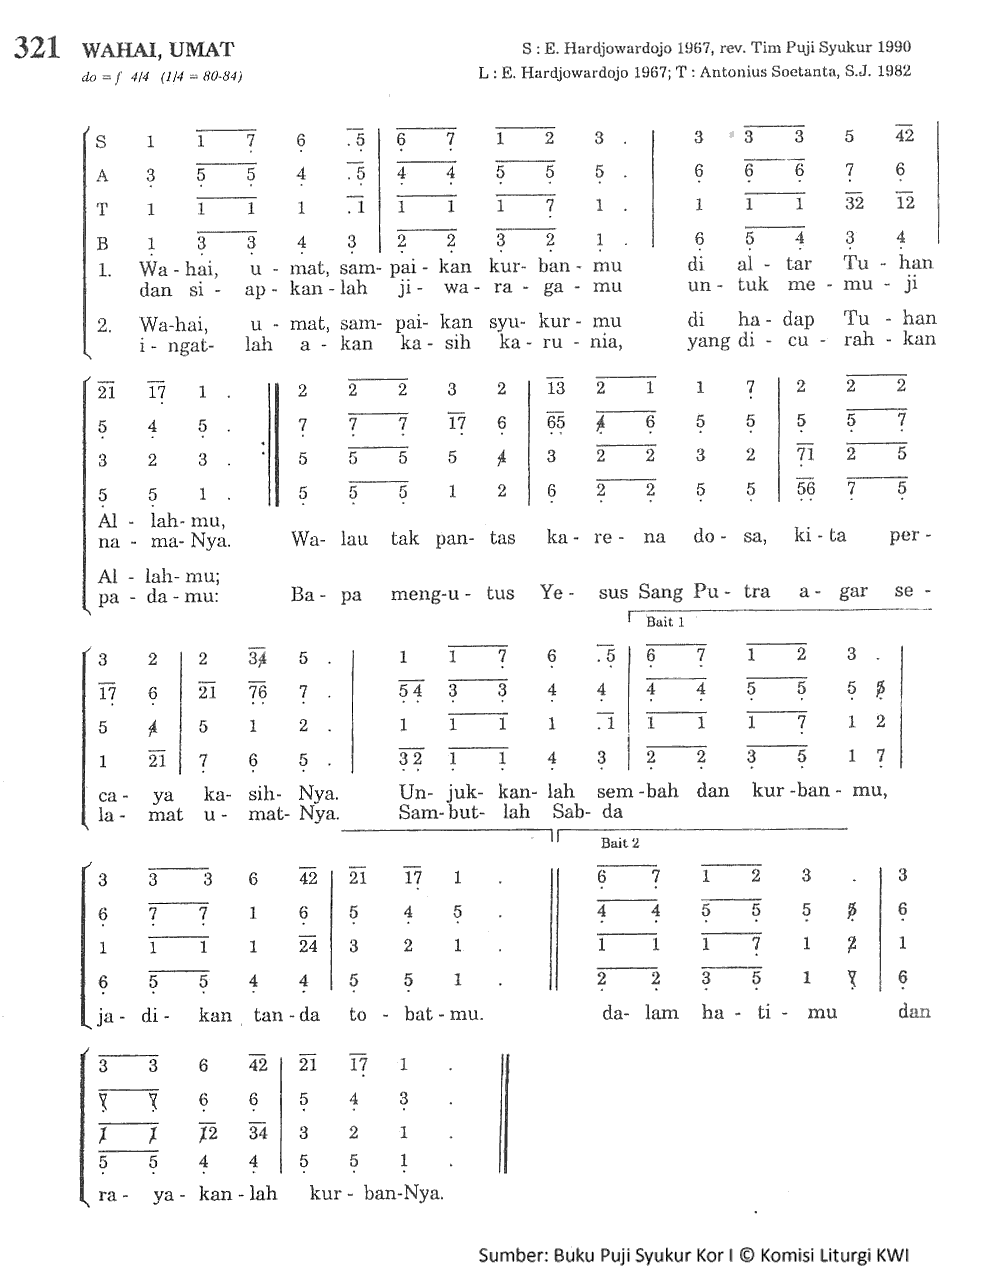 321 WAHAI, UMAT
S : E. Hardjowardojo 1967, rev. Tim Puji Syukur 1990
do = f 4/4 (1/4 = 80-84)
L : E. Hardjowardojo 1967; T : Antonius Soetanta, S.J. 1982
S 1 1 7 6 . 5 | 6 7 1 2 3 . | 3 3 3 5 42 |
A 3 5 5 4 . 5 | 4 4 5 5 5 . | 6 6 6 7 6
T 1 1 1 1 . 1 | 1 1 1 7 1 . | 1 1 1 32 12
B 1 3 3 4 3 | 2 2 3 2 1 . | 6 5 4 3 4 |
1. Wa - hai, u - mat, sam- pai - kan kur- ban - mu di al - tar Tu - han
dan si - ap - kan - lah ji - wa - ra - ga - mu un - tuk me - mu - ji
2. Wa-hai, u - mat, sam- pai- kan syu - kur - mu di ha - dap Tu - han
i - ngat- lah a - kan ka - sih ka - ru - nia, yang di - cu - rah - kan
21 17 1 . || 2 2 2 3 2 | 13 2 1 1 7 | 2 2 2
5 4 5 . 7 7 7 17 6 | 65 4 6 5 5 | 5 5 7
3 2 3 . : 5 5 5 5 4 | 3 2 2 3 2 | 71 2 5
5 5 1 . || 5 5 5 1 2 | 6 2 2 5 5 | 56 7 5
Al - lah- mu,
na - ma- Nya. Wa- lau tak pan- tas ka - re - na do - sa, ki - ta per -
Al - lah- mu;
pa - da - mu: Ba - pa meng-u - tus Ye - sus Sang Pu - tra a - gar se -
Bait 1
3 2 | 2 34 5 . | 1 1 7 6 . 5 | 6 7 1 2 3 . |
17 6 | 21 76 7 . | 5 4 3 3 4 4 | 4 4 5 5 5 5 |
5 4 | 5 1 2 . | 1 1 1 1 . 1 | 1 1 1 7 1 2 |
1 21 | 7 6 5 . | 3 2 1 1 4 3 | 2 2 3 5 1 7 |
ca - ya ka- sih- Nya. Un- juk- kan- lah sem -bah dan kur -ban - mu,
la - mat u - mat- Nya. Sam- but- lah Sab- da
Bait 2
3 3 3 6 42 | 21 17 1 . || 6 7 1 2 3 . | 3
6 7 7 1 6 | 5 4 5 . || 4 4 5 5 5 5 | 6
1 1 1 1 24 | 3 2 1 . || 1 1 1 7 1 2 | 1
6 5 5 4 4 | 5 5 1 . || 2 2 3 5 1 7 | 6
ja - di - kan tan - da to - bat - mu. da- lam ha - ti - mu dan
3 3 6 42 | 21 17 1 . ||
7 7 6 6 | 5 4 3 .
1 1 12 34 | 3 2 1 .
5 5 4 4 | 5 5 1 . ||
ra - ya - kan - lah kur - ban-Nya.
Sumber: Buku Puji Syukur Kor I © Komisi Liturgi KWI